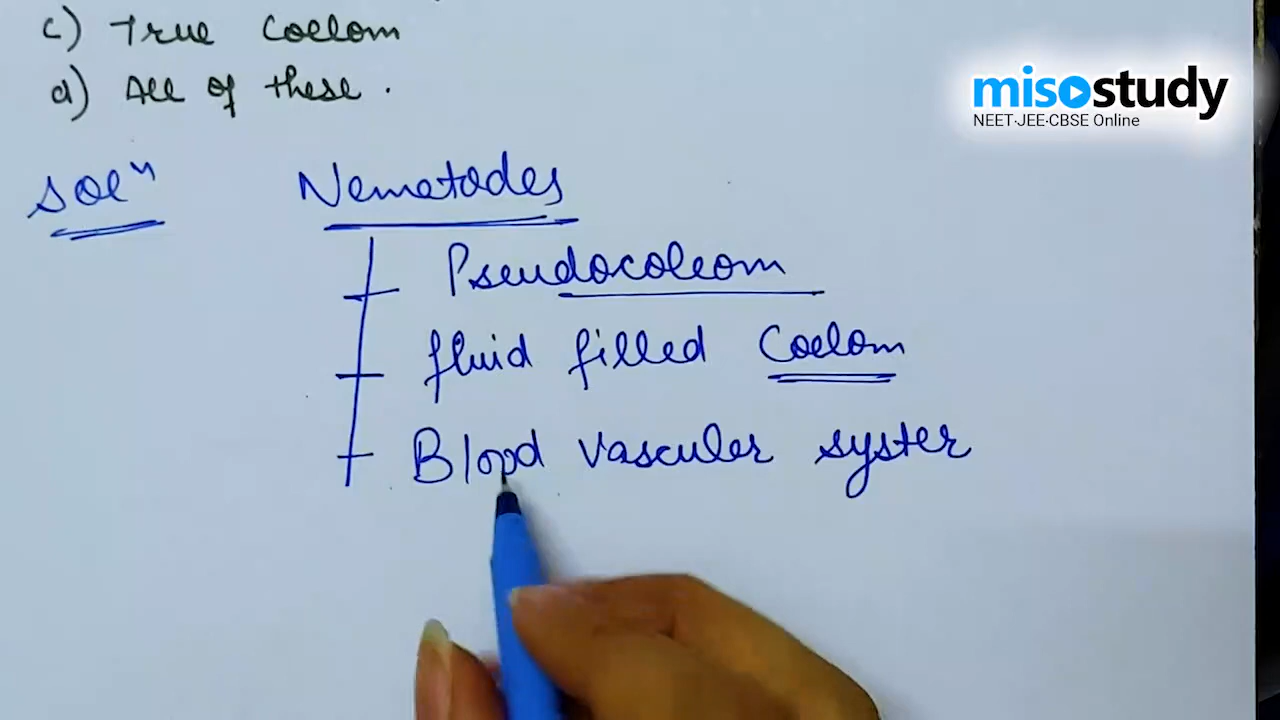 c) True Coelom
d) All of these.
misostudy
NEET·JEE·CBSE Online
Solⁿ
Nematodes
Pseudocoleom
fluid filled Coelom
Blood vasculer syster